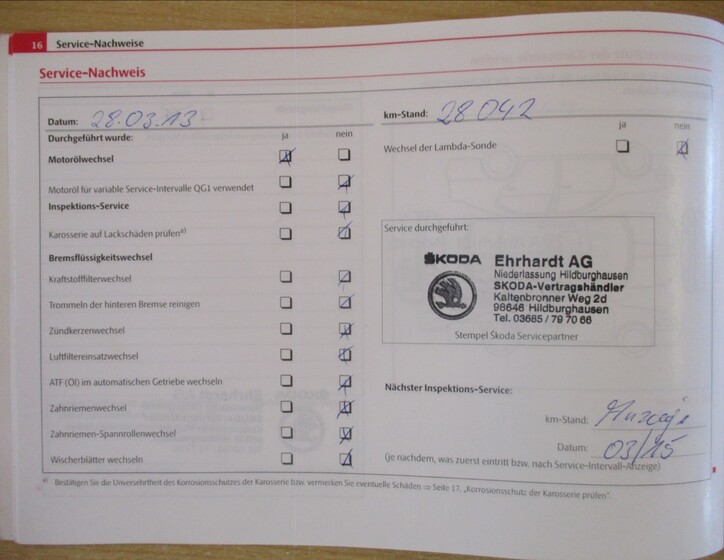 16 Service-Nachweise
Service-Nachweis
Datum: 28.03.13
km-Stand: 28 042
Durchgeführt wurde: ja nein
Motorölwechsel
Motoröl für variable Service-Intervalle QG1 verwendet
Inspektions-Service
Karosserie auf Lackschäden prüfen a)
Bremsflüssigkeitswechsel
Kraftstofffilterwechsel
Trommeln der hinteren Bremse reinigen
Zündkerzenwechsel
Luftfiltereinsatzwechsel
ATF (Öl) im automatischen Getriebe wechseln
Zahnriemenwechsel
Zahnriemen-Spannrollenwechsel
Wischerblätter wechseln
ja nein
Wechsel der Lambda-Sonde
Service durchgeführt:
ŠKODA Ehrhardt AG
Niederlassung Hildburghausen
SKODA-Vertragshändler
Kaltenbronner Weg 2d
98646 Hildburghausen
Tel. 03685 / 79 70 66
Stempel Škoda Servicepartner
Nächster Inspektions-Service:
km-Stand: Anzeige
Datum: 03/15
(je nachdem, was zuerst eintritt bzw. nach Service-Intervall-Anzeige)
a) Bestätigen Sie die Unversehrtheit des Korrosionsschutzes der Karosserie bzw. vermerken Sie eventuelle Schäden ⇒ Seite 17, „Korrosionsschutz der Karosserie prüfen".